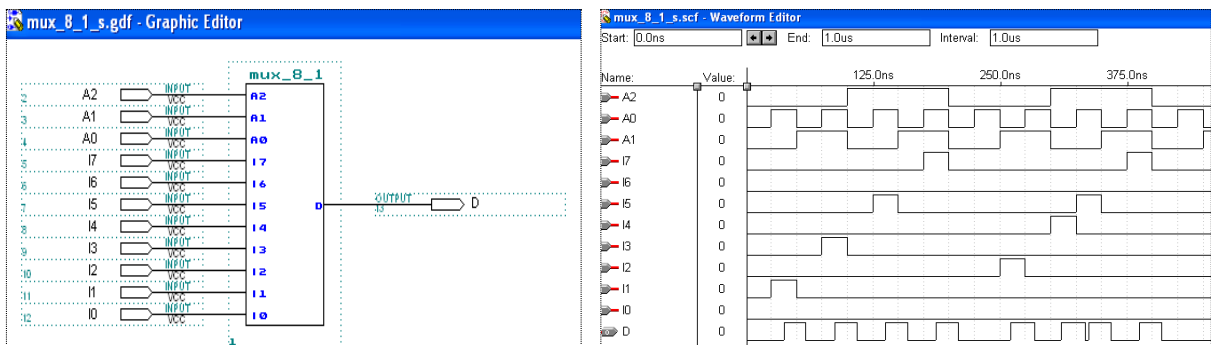 mux_8_1_s.gdf - Graphic Editor
mux_8_1
A2 INPUT VCC A2
3 A1 INPUT VCC A1
4 A0 INPUT VCC A0
5 I7 INPUT VCC I7
6 I6 INPUT VCC I6
7 I5 INPUT VCC I5 D OUTPUT 13 D
8 I4 INPUT VCC I4
9 I3 INPUT VCC I3
10 I2 INPUT VCC I2
11 I1 INPUT VCC I1
12 I0 INPUT VCC I0
1
mux_8_1_s.scf - Waveform Editor
Start: 0.0ns End: 1.0us Interval: 1.0us
Name: Value: 125.0ns 250.0ns 375.0ns
A2 0
A0 0
A1 0
I7 0
I6 0
I5 0
I4 0
I3 0
I2 0
I1 0
I0 0
D 0